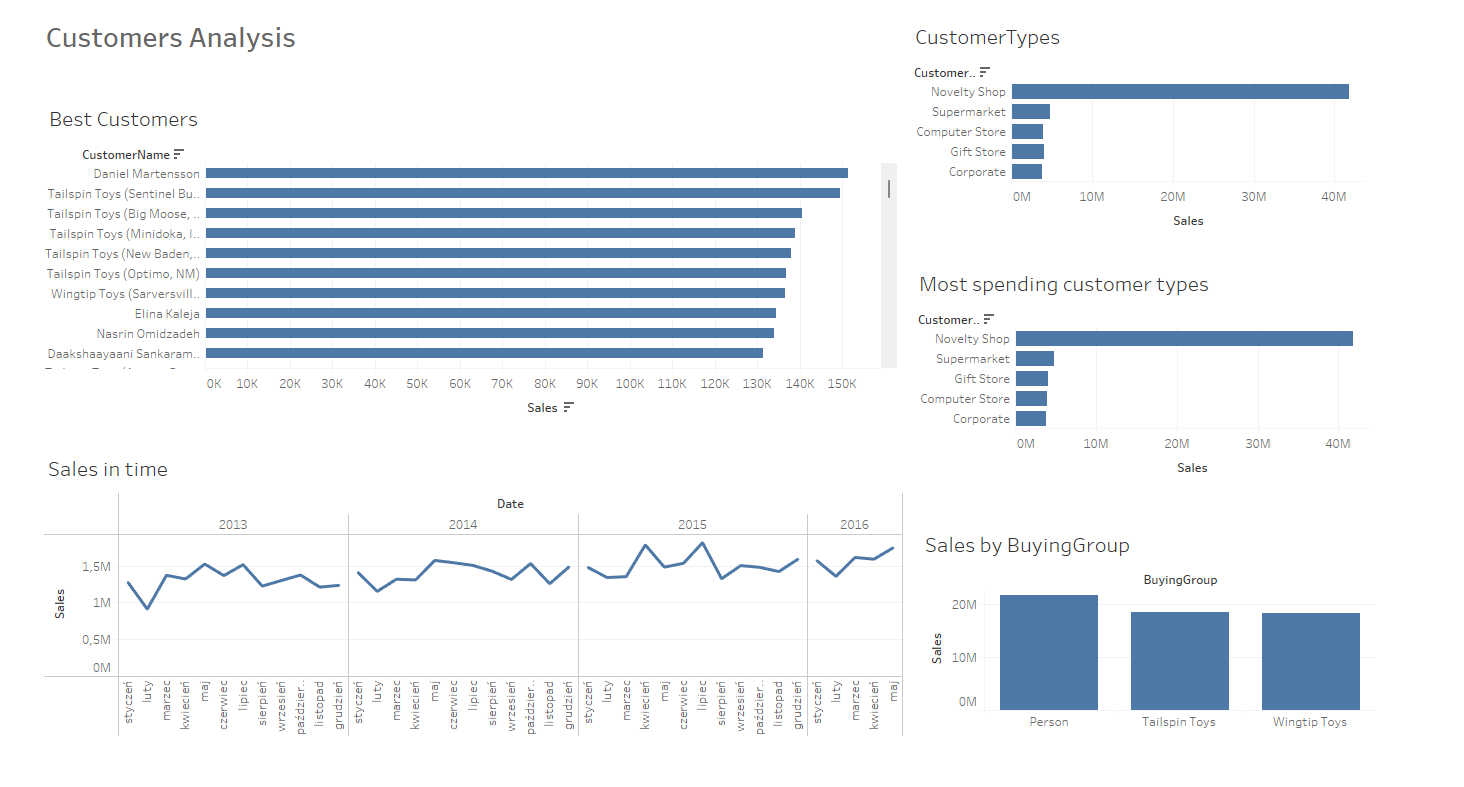 Customers Analysis
Best Customers
CustomerName
Daniel Martensson
Tailspin Toys (Sentinel Bu..
Tailspin Toys (Big Moose, ..
Tailspin Toys (Minidoka, I..
Tailspin Toys (New Baden,..
Tailspin Toys (Optimo, NM)
Wingtip Toys (Sarversvill..
Elina Kaleja
Nasrin Omidzadeh
Daakshaayaani Sankaram..
0K 10K 20K 30K 40K 50K 60K 70K 80K 90K 100K 110K 120K 130K 140K 150K
Sales
CustomerTypes
Customer..
Novelty Shop
Supermarket
Computer Store
Gift Store
Corporate
0M 10M 20M 30M 40M
Sales
Most spending customer types
Customer..
Novelty Shop
Supermarket
Gift Store
Computer Store
Corporate
0M 10M 20M 30M 40M
Sales
Sales in time
Date
2013 2014 2015 2016
Sales
1,5M
1M
0,5M
0M
styczeń luty marzec kwiecień maj czerwiec lipiec sierpień wrzesień paździer.. listopad grudzień styczeń luty marzec kwiecień maj czerwiec lipiec sierpień wrzesień paździer.. listopad grudzień styczeń luty marzec kwiecień maj czerwiec lipiec sierpień wrzesień paździer.. listopad grudzień styczeń luty marzec kwiecień maj
Sales by BuyingGroup
BuyingGroup
Sales
20M
10M
0M
Person Tailspin Toys Wingtip Toys